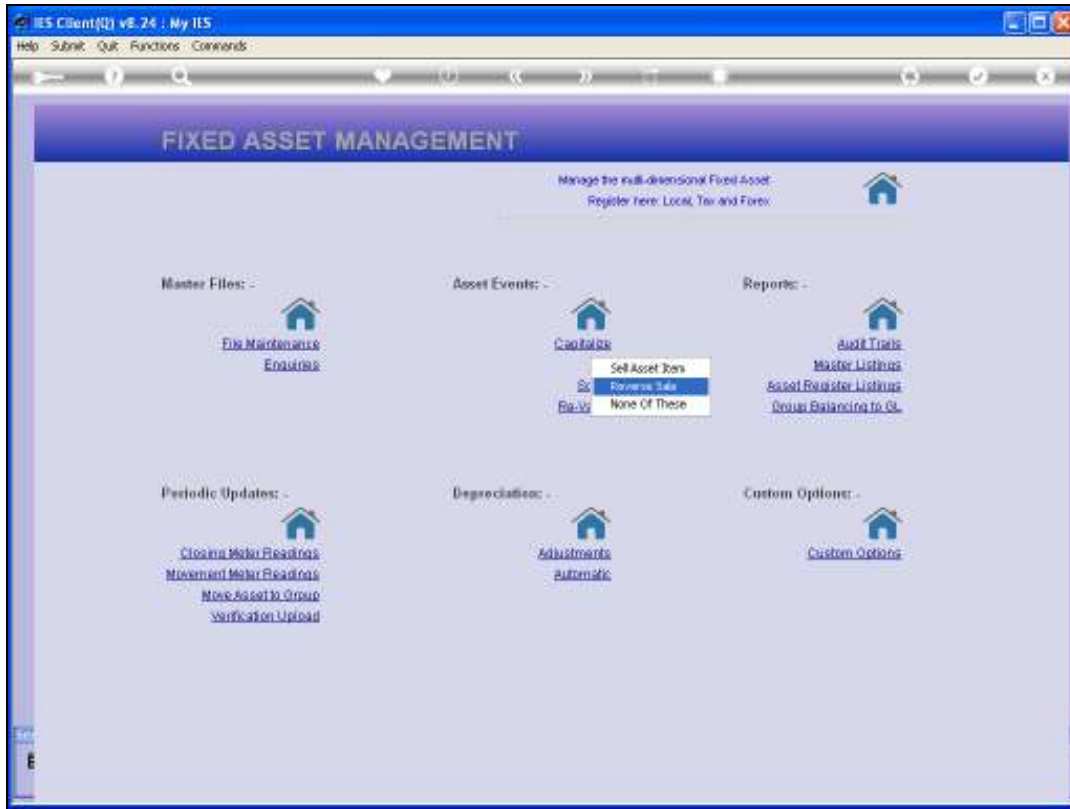 IES Client(Q) v8.24 : My IES
Help Submit Quit Functions Commands
FIXED ASSET MANAGEMENT
Manage the multi-dimensional Fixed Asset
Register here: Local, Tax and Forex
Master Files: -
File Maintenance
Enquiries
Asset Events: -
Capitalize
Sell Asset Item
Reverse Sale
None Of These
Sc
Re-Va
Reports: -
Audit Trails
Master Listings
Asset Register Listings
Group Balancing to GL
Periodic Updates: -
Closing Meter Readings
Movement Meter Readings
Move Asset to Group
Verification Upload
Depreciation: -
Adjustments
Automatic
Custom Options: -
Custom Options